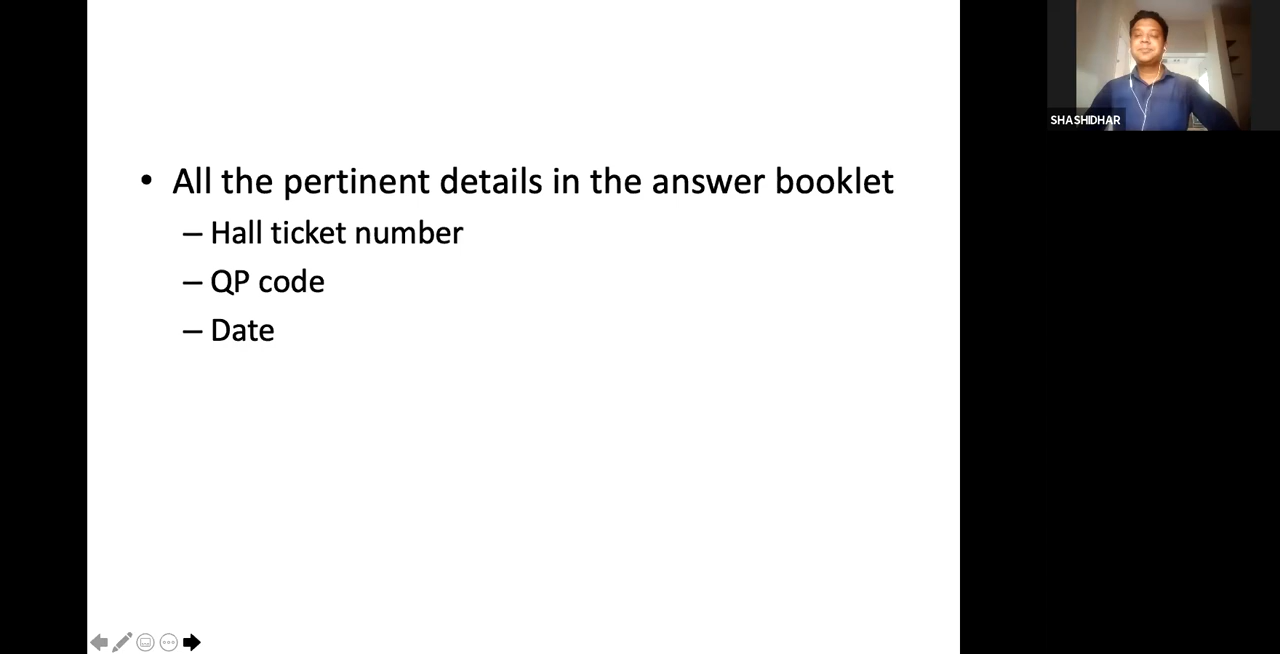 • All the pertinent details in the answer booklet
– Hall ticket number
– QP code
– Date
SHASHIDHAR